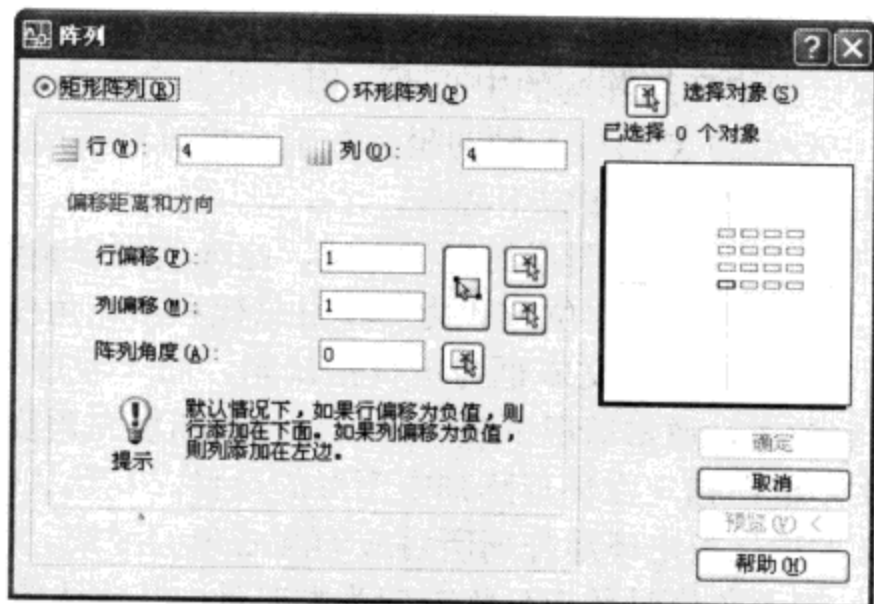 阵列
矩形阵列(R) 环形阵列(P) 选择对象(S)
已选择 0 个对象
行(W): 4 列(O): 4
偏移距离和方向
行偏移(F): 1
列偏移(M): 1
阵列角度(A): 0
默认情况下，如果行偏移为负值，则
行添加在下面。如果列偏移为负值，
则列添加在左边。
提示
确定
取消
预览(V) <
帮助(H)